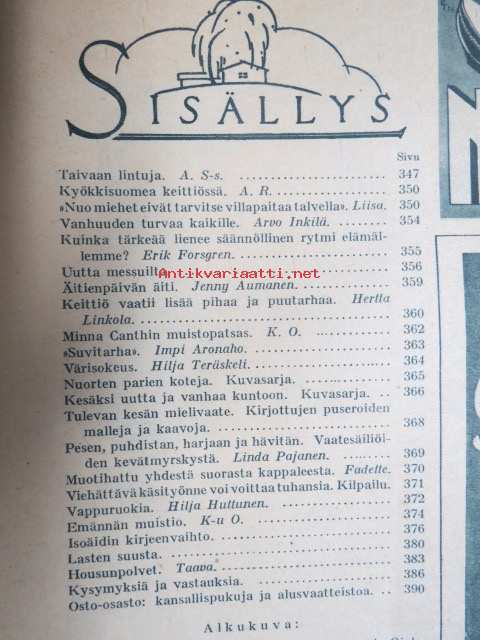 SISÄLLYS
Sivu
Taivaan lintuja. A. S-s. 347
Kyökkisuomea keittiössä. A. R. 350
»Nuo miehet eivät tarvitse villapaitaa talvella». Liisa. 350
Vanhuuden turvaa kaikille. Arvo Inkilä. 354
Kuinka tärkeää lienee säännöllinen rytmi elämäl-
lemme? Erik Forsgren. 355
Uutta messuilla 356
Antikvariaatti.net
Äitienpäivän äiti. Jenny Aumanen. 359
Keittiö vaatii lisää pihaa ja puutarhaa. Hertta
Linkola. 360
Minna Canthin muistopatsas. K. O. 362
»Suvitarha». Impi Aronaho. 363
Värisokeus. Hilja Teräskeli. 364
Nuorten parien koteja. Kuvasarja. 365
Kesäksi uutta ja vanhaa kuntoon. Kuvasarja. 366
Tulevan kesän mielivaate. Kirjottujen puseroiden
malleja ja kaavoja. 368
Pesen, puhdistan, harjaan ja hävitän. Vaatesäiliö-
iden kevätmyrskystä. Linda Pajanen. 369
Muotihattu yhdestä suorasta kappaleesta. Fadette. 370
Viehättävä käsityönne voi voittaa tuhansia. Kilpailu. 371
Vappuruokia. Hilja Huttunen. 372
Emännän muistio. K-u O. 374
Isoäidin kirjeenvaihto. 376
Lasten suusta. 380
Housunpolvet. Taava. 383
Kysymyksiä ja vastauksia. 386
Osto-osasto: kansallispukuja ja alusvaatteistoa. 390
Alkukuva: